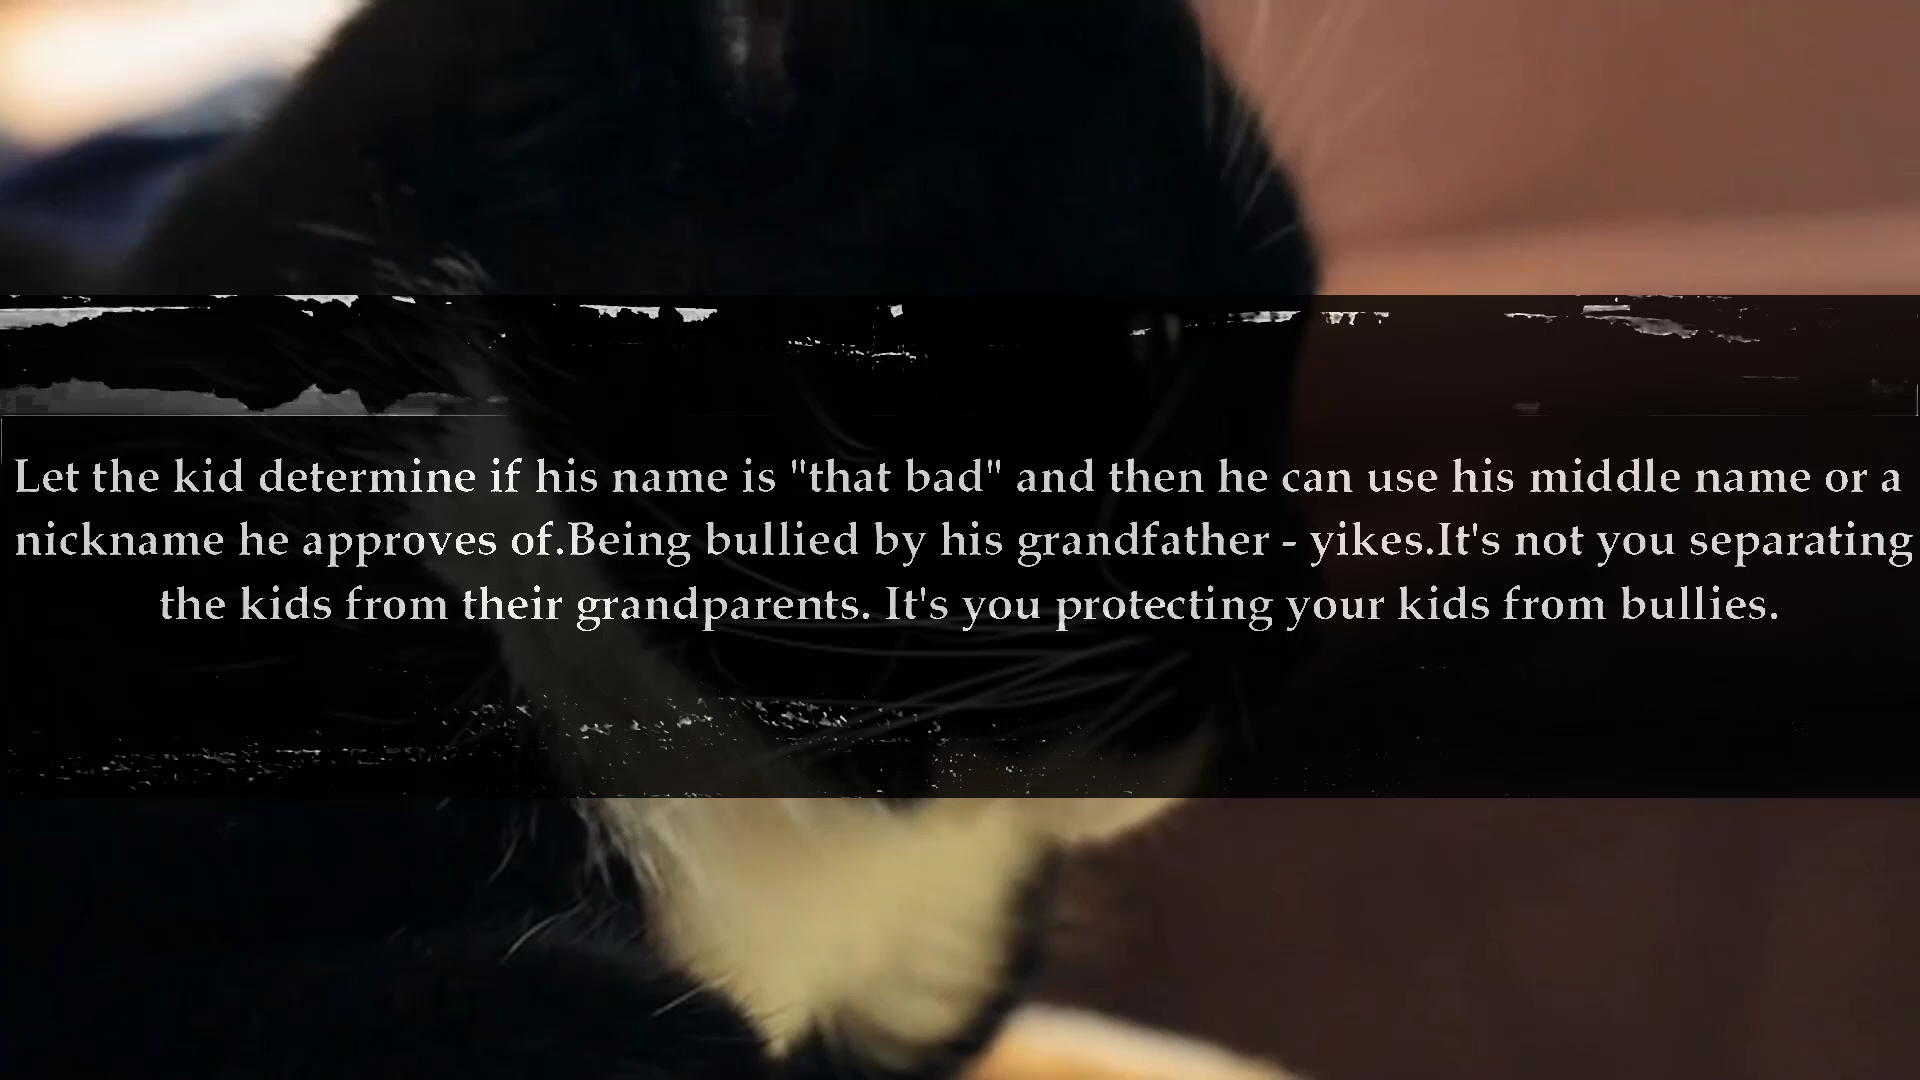 Let the kid determine if his name is "that bad" and then he can use his middle name or a
nickname he approves of.Being bullied by his grandfather - yikes.It's not you separating
the kids from their grandparents. It's you protecting your kids from bullies.